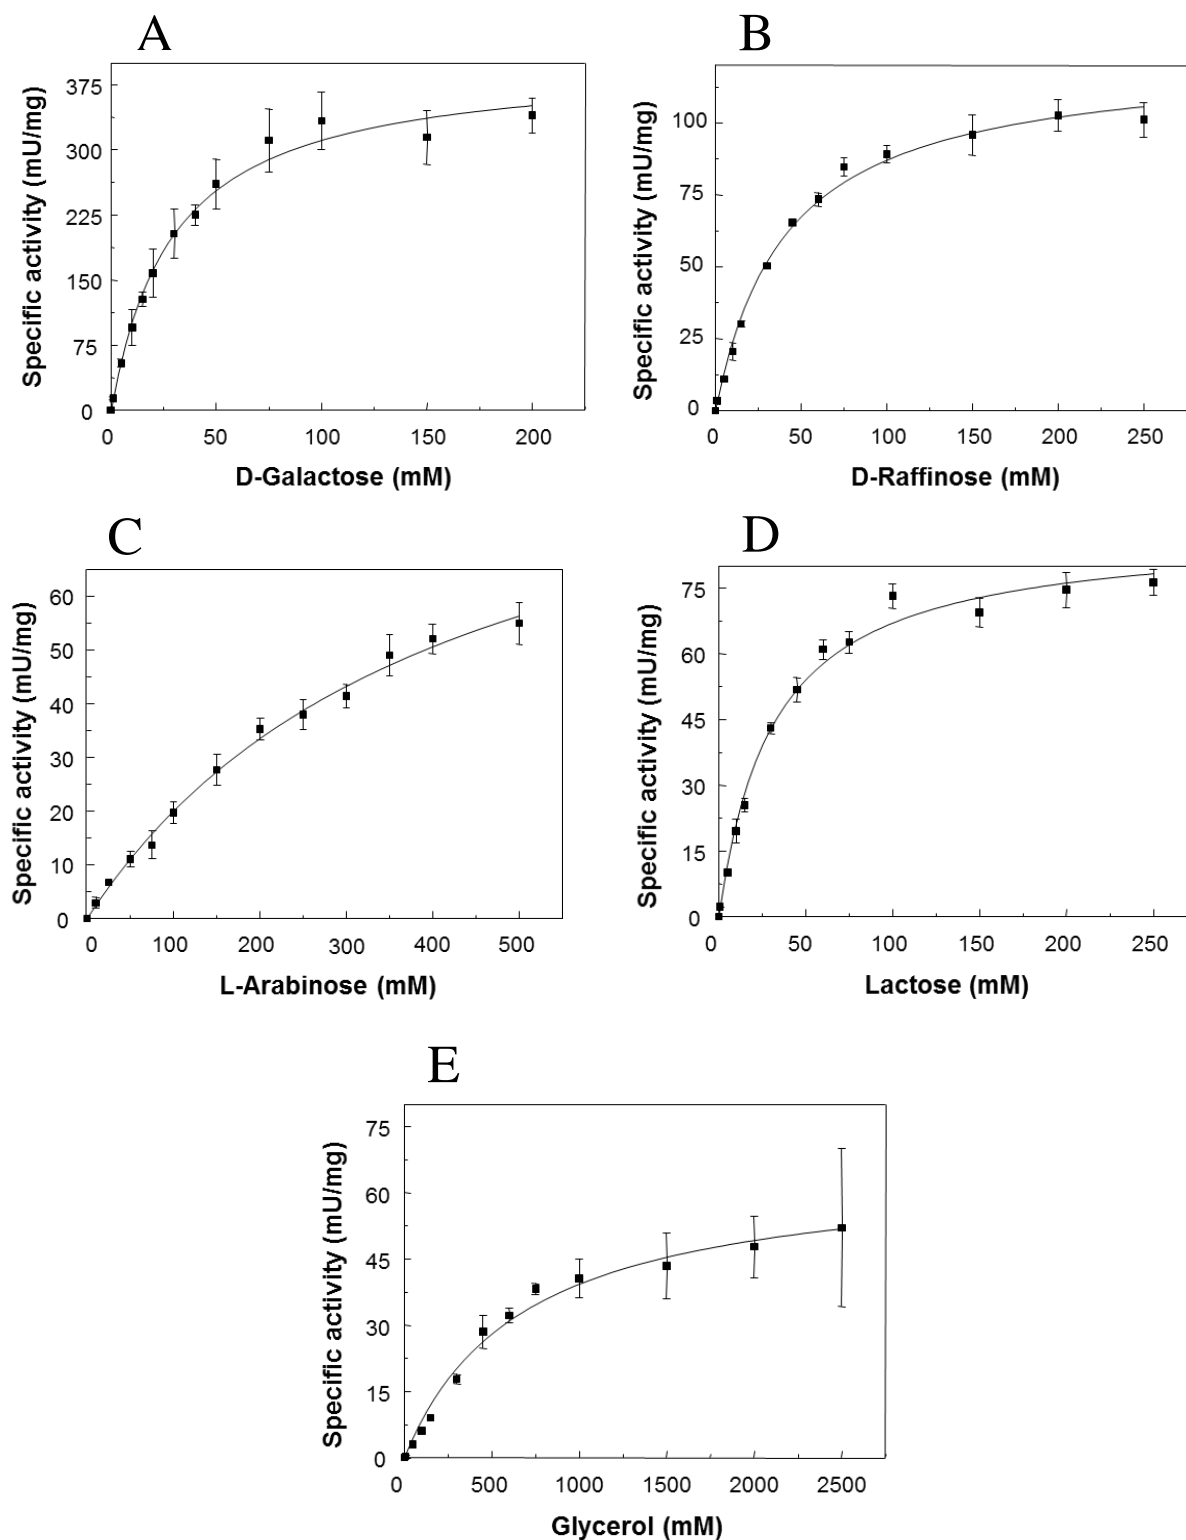 A
Specific activity (mU/mg)
375
300
225
150
75
0
0 50 100 150 200
D-Galactose (mM)
B
Specific activity (mU/mg)
100
75
50
25
0
0 50 100 150 200 250
D-Raffinose (mM)
C
Specific activity (mU/mg)
60
50
40
30
20
10
0
0 100 200 300 400 500
L-Arabinose (mM)
D
Specific activity (mU/mg)
75
60
45
30
15
0
0 50 100 150 200 250
Lactose (mM)
E
Specific activity (mU/mg)
75
60
45
30
15
0
0 500 1000 1500 2000 2500
Glycerol (mM)